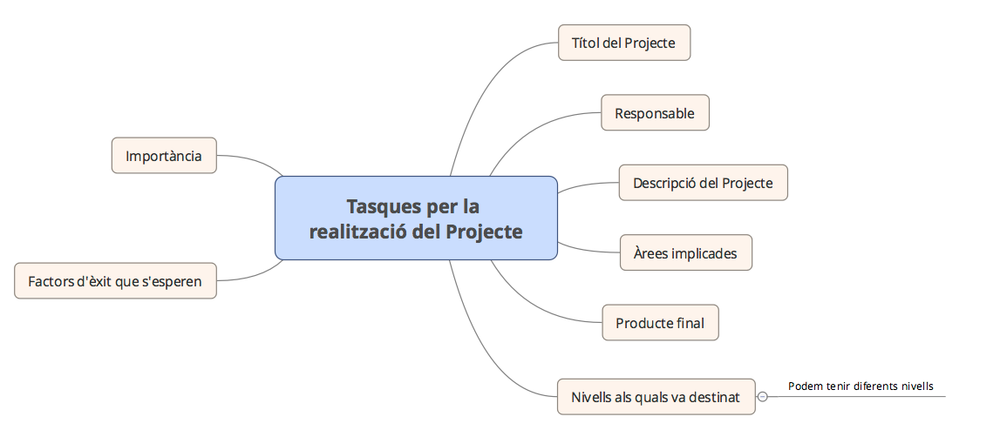 Títol del Projecte
Responsable
Importància
Descripció del Projecte
Tasques per la
realització del Projecte
Àrees implicades
Factors d'èxit que s'esperen
Producte final
Nivells als quals va destinat
Podem tenir diferents nivells